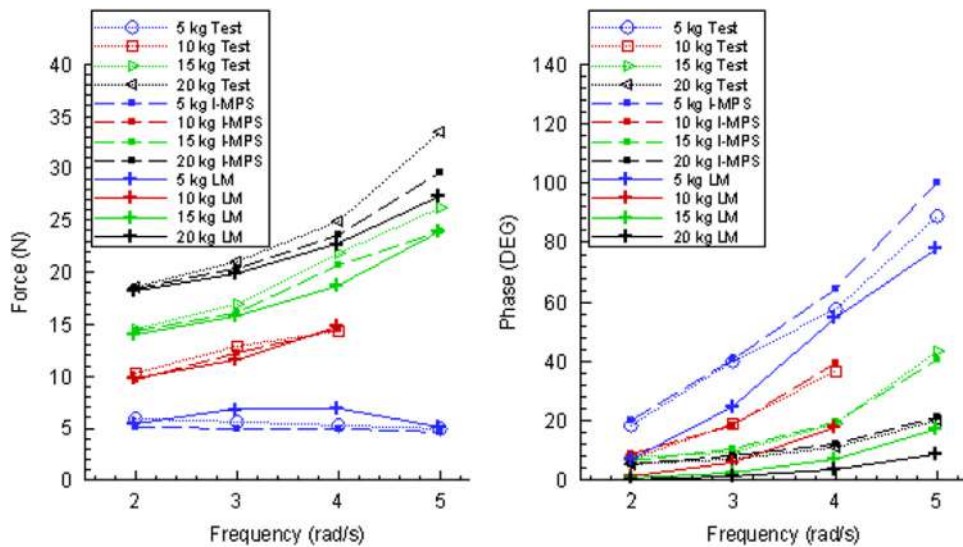 5 kg Test
10 kg Test
15 kg Test
20 kg Test
5 kg I-MPS
10 kg I-MPS
15 kg I-MPS
20 kg I-MPS
5 kg LM
10 kg LM
15 kg LM
20 kg LM
40
35
30
25
20
15
10
5
0
Force (N)
2 3 4 5
Frequency (rad/s)
5 kg Test
10 kg Test
15 kg Test
20 kg Test
5 kg I-MPS
10 kg I-MPS
15 kg I-MPS
20 kg I-MPS
5 kg LM
10 kg LM
15 kg LM
20 kg LM
140
120
100
80
60
40
20
0
Phase (DEG)
2 3 4 5
Frequency (rad/s)